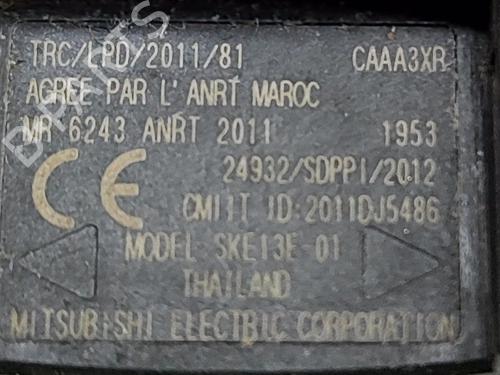 TRC/LPD/2011/81 CAAA3XR
AGREE PAR L'ANRT MAROC
MR 6243 ANRT 2011 1953
CE 24932/SDPPI/2012
CMIIT ID:2011DJ5486
MODEL SKE13E-01
THAILAND
MITSUBISHI ELECTRIC CORPORATION